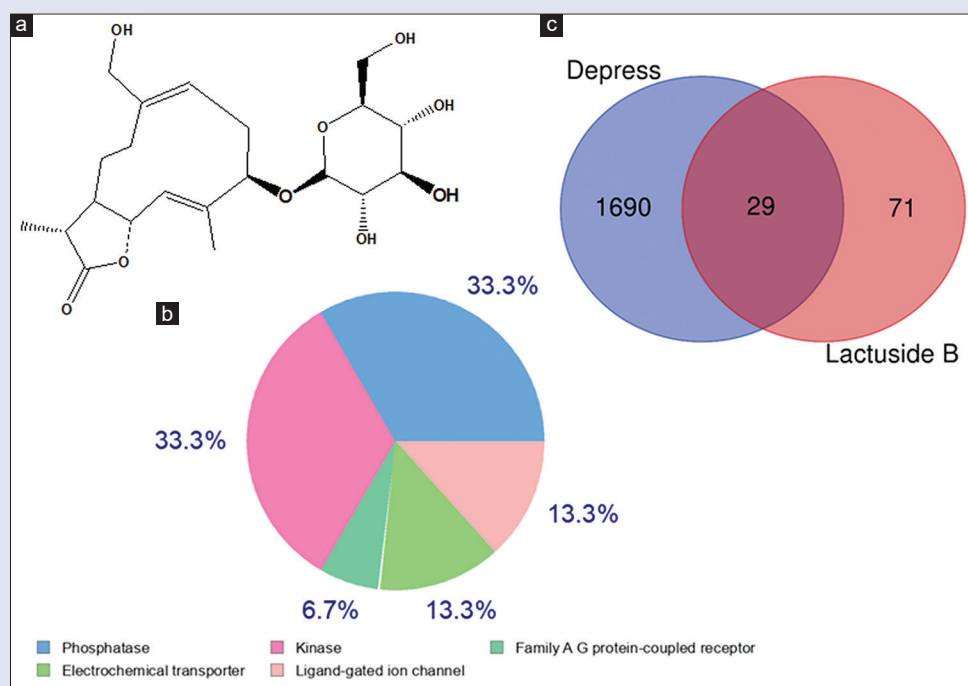 a
OH
OH
OH
O
OH
O
OH
O
O
b
33.3%
33.3%
13.3%
6.7%
13.3%
Phosphatase
Kinase
Family A G protein-coupled receptor
Electrochemical transporter
Ligand-gated ion channel
c
Depress
1690
29
71
Lactuside B